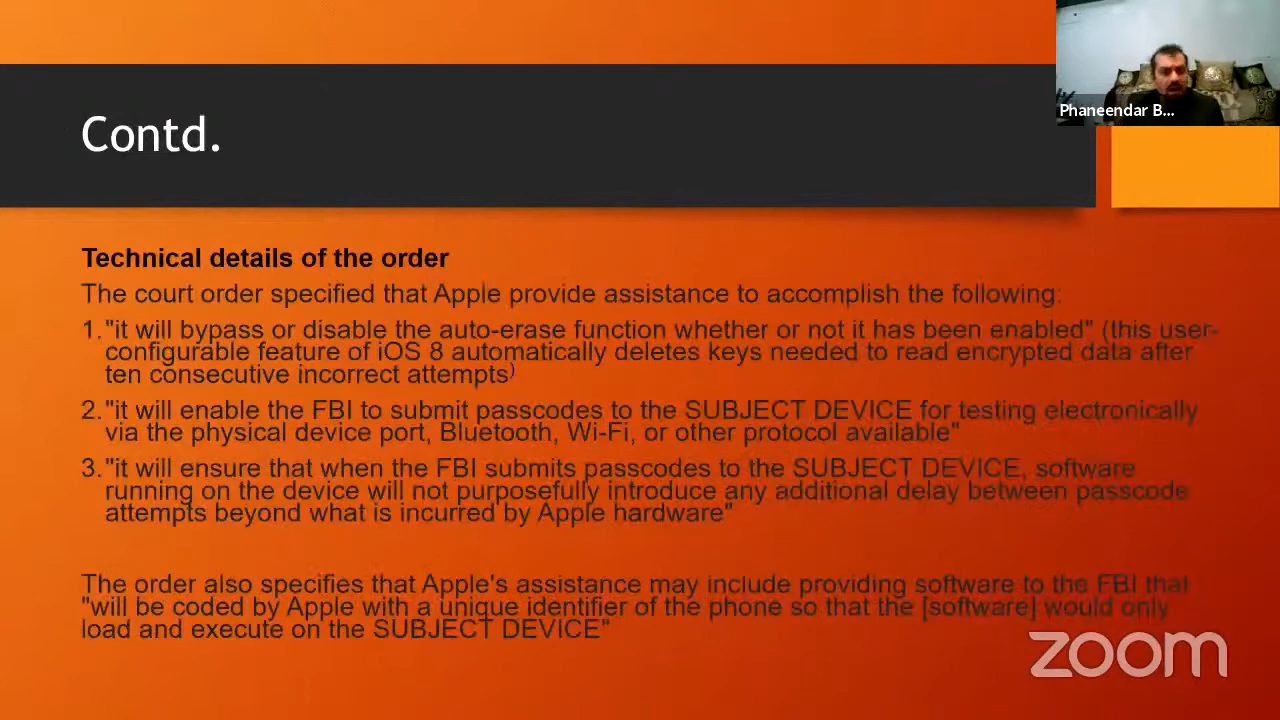 Phaneendar B...
Contd.
Technical details of the order
The court order specified that Apple provide assistance to accomplish the following:
1. "it will bypass or disable the auto-erase function whether or not it has been enabled" (this user-
configurable feature of iOS 8 automatically deletes keys needed to read encrypted data after
ten consecutive incorrect attempts)
2. "it will enable the FBI to submit passcodes to the SUBJECT DEVICE for testing electronically
via the physical device port, Bluetooth, Wi-Fi, or other protocol available"
3. "it will ensure that when the FBI submits passcodes to the SUBJECT DEVICE, software
running on the device will not purposefully introduce any additional delay between passcode
attempts beyond what is incurred by Apple hardware"
The order also specifies that Apple's assistance may include providing software to the FBI that
"will be coded by Apple with a unique identifier of the phone so that the [software] would only
load and execute on the SUBJECT DEVICE"
zoom